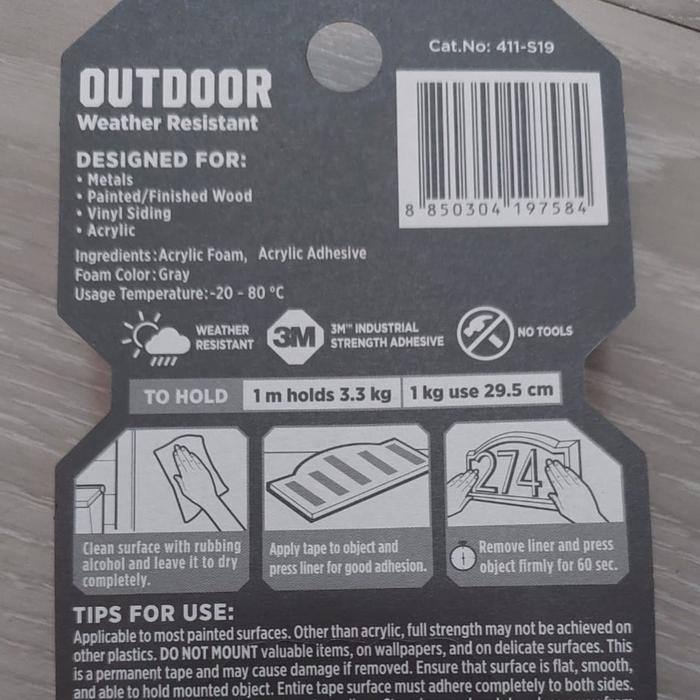 Cat.No: 411-S19
OUTDOOR
Weather Resistant
DESIGNED FOR:
• Metals
• Painted/Finished Wood
• Vinyl Siding
• Acrylic
8 850304 197584
Ingredients:Acrylic Foam, Acrylic Adhesive
Foam Color:Gray
Usage Temperature:-20 - 80 °C
WEATHER
RESISTANT
3M
3M™ INDUSTRIAL
STRENGTH ADHESIVE
NO TOOLS
TO HOLD
1 m holds 3.3 kg
1 kg use 29.5 cm
274
Clean surface with rubbing
alcohol and leave it to dry
completely.
Apply tape to object and
press liner for good adhesion.
Remove liner and press
object firmly for 60 sec.
TIPS FOR USE:
Applicable to most painted surfaces. Other than acrylic, full strength may not be achieved on
other plastics. DO NOT MOUNT valuable items, on wallpapers, and on delicate surfaces. This
is a permanent tape and may cause damage if removed. Ensure that surface is flat, smooth,
and able to hold mounted object. Entire tape surface must adhere completely to both sides.